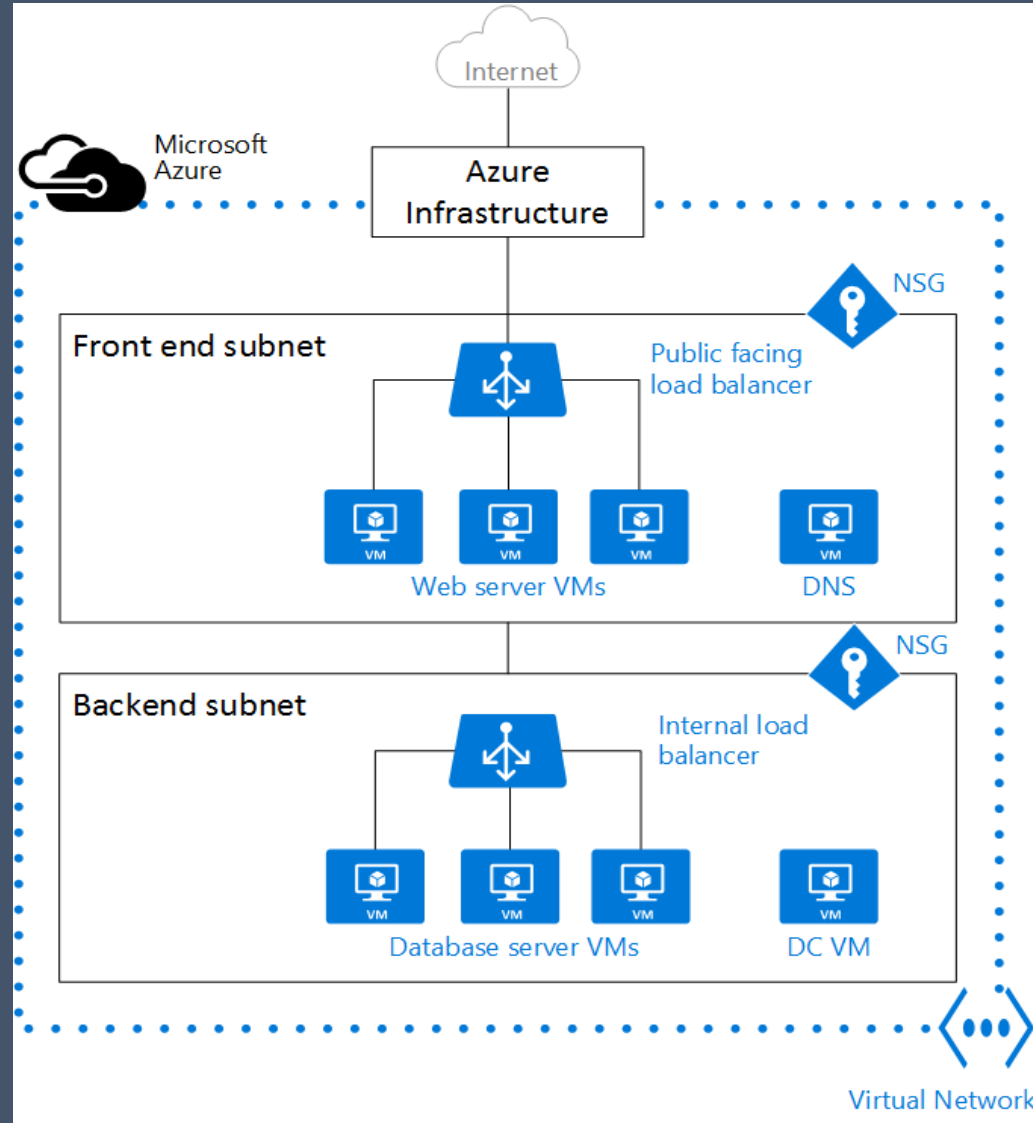 Internet
Microsoft
Azure
Azure
Infrastructure
NSG
Front end subnet
Public facing
load balancer
VM
VM
VM
VM
Web server VMs
DNS
NSG
Backend subnet
Internal load
balancer
VM
VM
VM
VM
Database server VMs
DC VM
Virtual Network